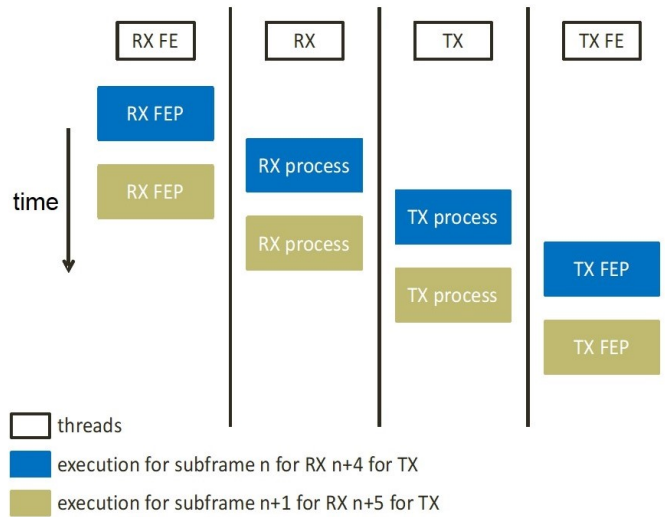 RX FE
RX
TX
TX FE
RX FEP
RX process
time
RX FEP
TX process
RX process
TX FEP
TX process
TX FEP
threads
execution for subframe n for RX n+4 for TX
execution for subframe n+1 for RX n+5 for TX